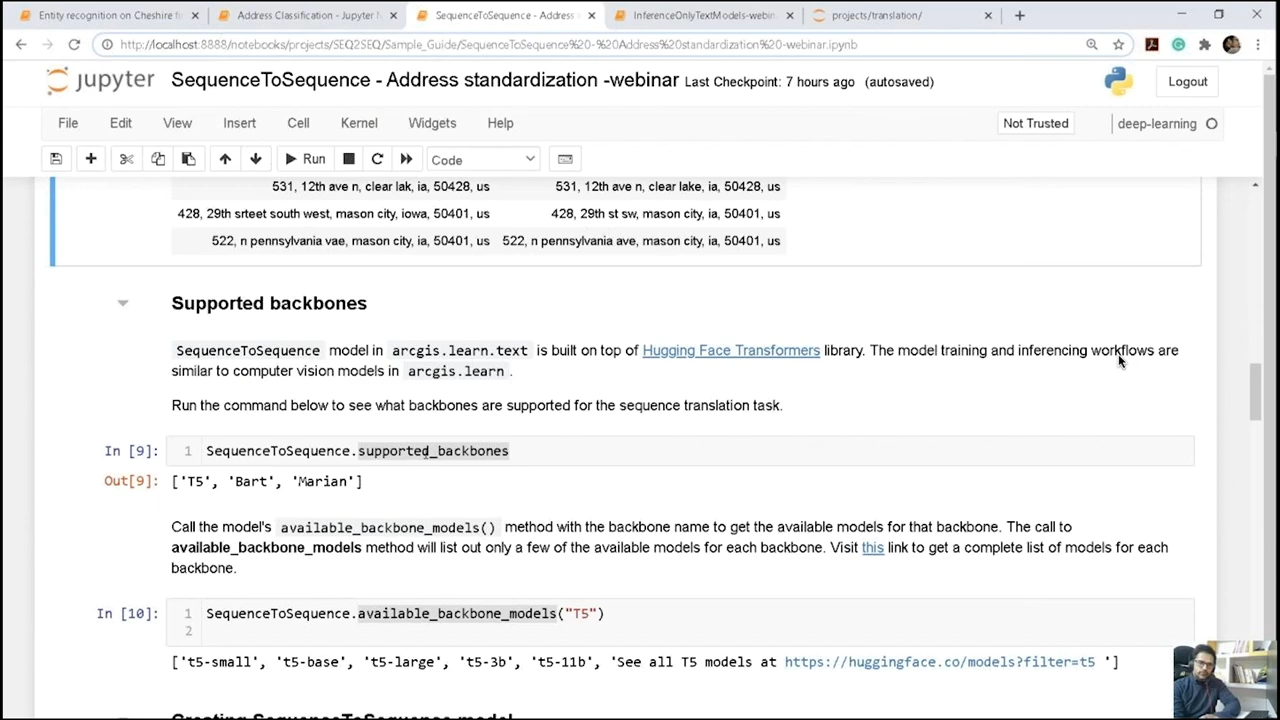 Entity recognition on Cheshire fi
Address Classification - Jupyter N
SequenceToSequence - Address
InferenceOnlyTextModels-webin
projects/translation/
http://localhost:8888/notebooks/projects/SEQ2SEQ/Sample_Guide/SequenceToSequence%20-%20Address%20standardization%20-webinar.ipynb
jupyter SequenceToSequence - Address standardization -webinar Last Checkpoint: 7 hours ago (autosaved) Logout
File Edit View Insert Cell Kernel Widgets Help Not Trusted deep-learning
Run Code
531, 12th ave n, clear lak, ia, 50428, us 531, 12th ave n, clear lake, ia, 50428, us
428, 29th srteet south west, mason city, iowa, 50401, us 428, 29th st sw, mason city, ia, 50401, us
522, n pennsylvania vae, mason city, ia, 50401, us 522, n pennsylvania ave, mason city, ia, 50401, us
Supported backbones
SequenceToSequence model in arcgis.learn.text is built on top of Hugging Face Transformers library. The model training and inferencing workflows are
similar to computer vision models in arcgis.learn .
Run the command below to see what backbones are supported for the sequence translation task.
In [9]: 1 SequenceToSequence.supported_backbones
Out[9]: ['T5', 'Bart', 'Marian']
Call the model's available_backbone_models() method with the backbone name to get the available models for that backbone. The call to
available_backbone_models method will list out only a few of the available models for each backbone. Visit this link to get a complete list of models for each
backbone.
In [10]: 1 SequenceToSequence.available_backbone_models("T5")
2
['t5-small', 't5-base', 't5-large', 't5-3b', 't5-11b', 'See all T5 models at https://huggingface.co/models?filter=t5 ']
Creating SequenceToSequence model